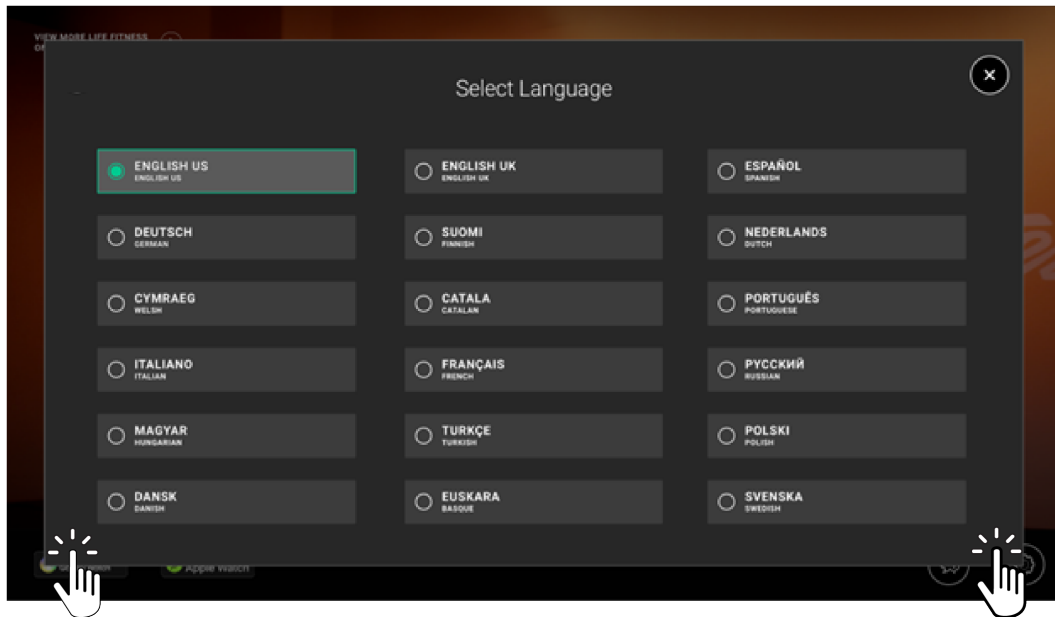 VIEW MORE LIFE FITNESS
Select Language
ENGLISH US
ENGLISH US
ENGLISH UK
ENGLISH UK
ESPAÑOL
SPANISH
DEUTSCH
GERMAN
SUOMI
FINNISH
NEDERLANDS
DUTCH
CYMRAEG
WELSH
CATALA
CATALAN
PORTUGUÊS
PORTUGUESE
ITALIANO
ITALIAN
FRANÇAIS
FRENCH
РУССКИЙ
RUSSIAN
MAGYAR
HUNGARIAN
TURKÇE
TURKISH
POLSKI
POLISH
DANSK
DANISH
EUSKARA
BASQUE
SVENSKA
SWEDISH
Apple Watch